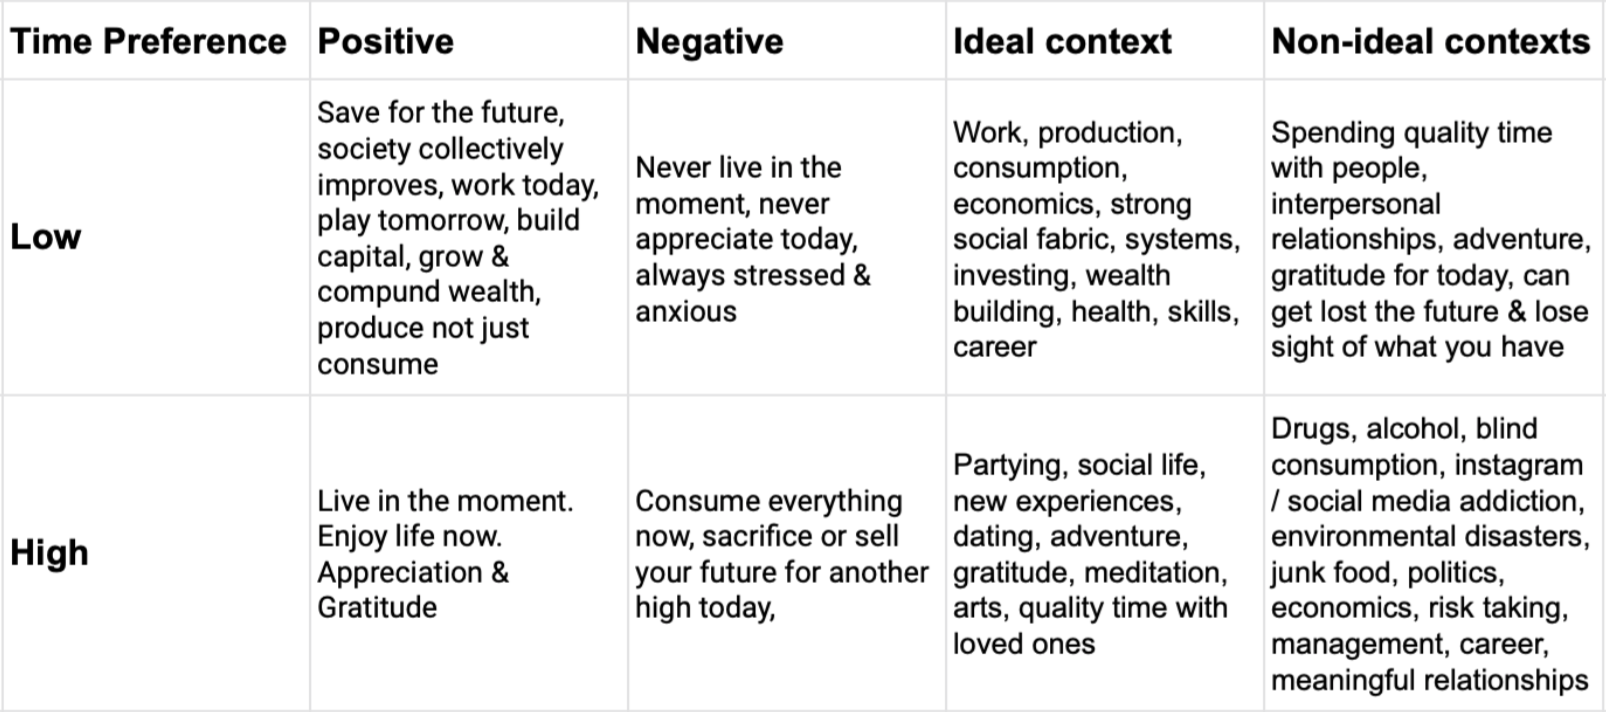 Time Preference
Positive
Negative
Ideal context
Non-ideal contexts
Low
Save for the future,
society collectively
improves, work today,
play tomorrow, build
capital, grow &
compund wealth,
produce not just
consume
Never live in the
moment, never
appreciate today,
always stressed &
anxious
Work, production,
consumption,
economics, strong
social fabric, systems,
investing, wealth
building, health, skills,
career
Spending quality time
with people,
interpersonal
relationships, adventure,
gratitude for today, can
get lost the future & lose
sight of what you have
High
Live in the moment.
Enjoy life now.
Appreciation &
Gratitude
Consume everything
now, sacrifice or sell
your future for another
high today,
Partying, social life,
new experiences,
dating, adventure,
gratitude, meditation,
arts, quality time with
loved ones
Drugs, alcohol, blind
consumption, instagram
/ social media addiction,
environmental disasters,
junk food, politics,
economics, risk taking,
management, career,
meaningful relationships